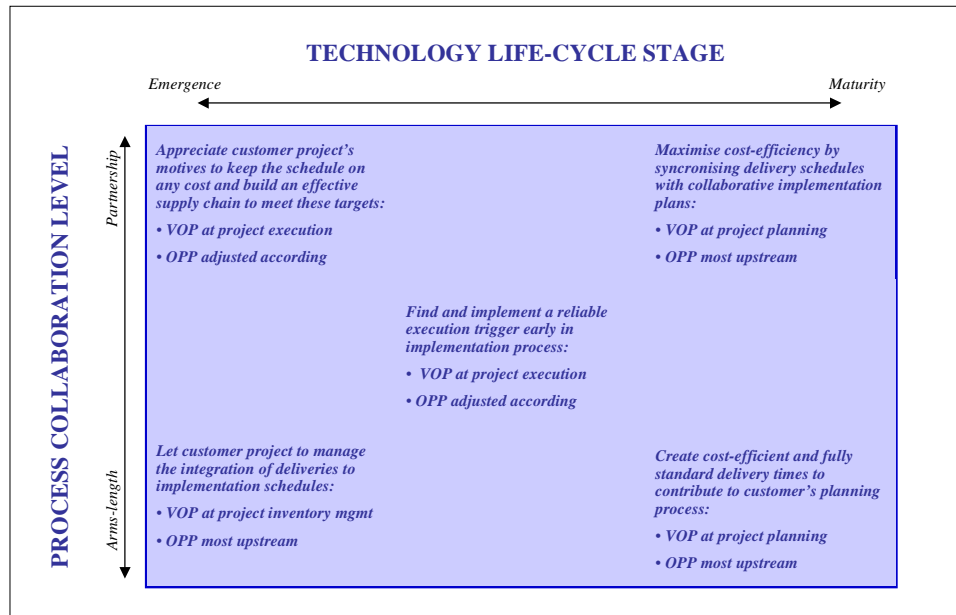 TECHNOLOGY LIFE-CYCLE STAGE
Emergence
Maturity
PROCESS COLLABORATION LEVEL
Partnership
Arms-length
Appreciate customer project's
motives to keep the schedule on
any cost and build an effective
supply chain to meet these targets:
• VOP at project execution
• OPP adjusted according
Maximise cost-efficiency by
syncronising delivery schedules
with collaborative implementation
plans:
• VOP at project planning
• OPP most upstream
Find and implement a reliable
execution trigger early in
implementation process:
• VOP at project execution
• OPP adjusted according
Let customer project to manage
the integration of deliveries to
implementation schedules:
• VOP at project inventory mgmt
• OPP most upstream
Create cost-efficient and fully
standard delivery times to
contribute to customer's planning
process:
• VOP at project planning
• OPP most upstream